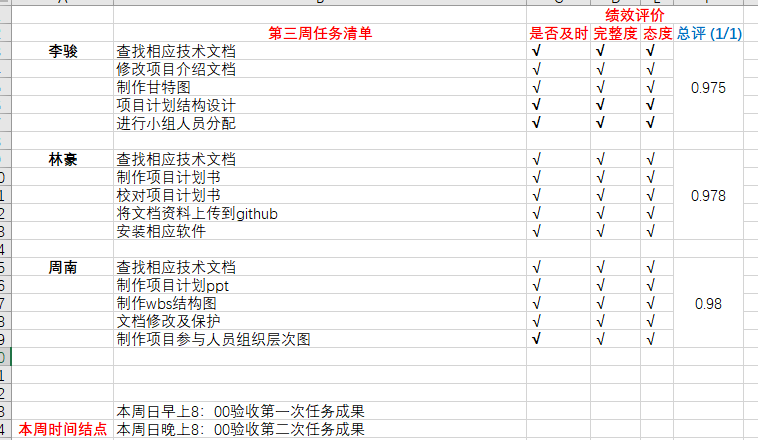 绩效评价
第三周任务清单 是否及时 完整度 态度 总评 (1/1)
李骏 查找相应技术文档 √ √ √
修改项目介绍文档 √ √ √
制作甘特图 √ √ √ 0.975
项目计划结构设计 √ √ √
进行小组人员分配 √ √ √
林豪 查找相应技术文档 √ √ √
制作项目计划书 √ √ √
校对项目计划书 √ √ √ 0.978
将文档资料上传到github √ √ √
安装相应软件 √ √ √
周南 查找相应技术文档 √ √ √
制作项目计划ppt √ √ √
制作wbs结构图 √ √ √ 0.98
文档修改及保护 √ √ √
制作项目参与人员组织层次图 √ √ √
本周日早上8：00验收第一次任务成果
本周时间结点 本周日晚上8：00验收第二次任务成果